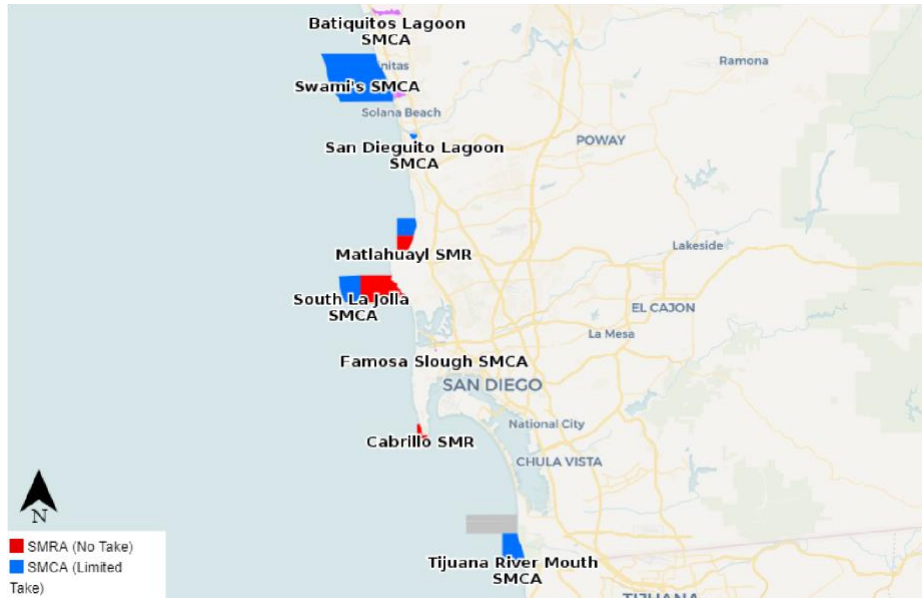 Batiquitos Lagoon
SMCA
nitas
Ramona
Swami's SMCA
Solana Beach
San Dieguito Lagoon
SMCA
POWAY
Matlahuayl SMR
Lakeside
South La Jolla
SMCA
EL CAJON
La Mesa
Famosa Slough SMCA
SAN DIEGO
National City
Cabrillo SMR
CHULA VISTA
N
SMRA (No Take)
SMCA (Limited
Take)
Tijuana River Mouth
SMCA
TIJUANA